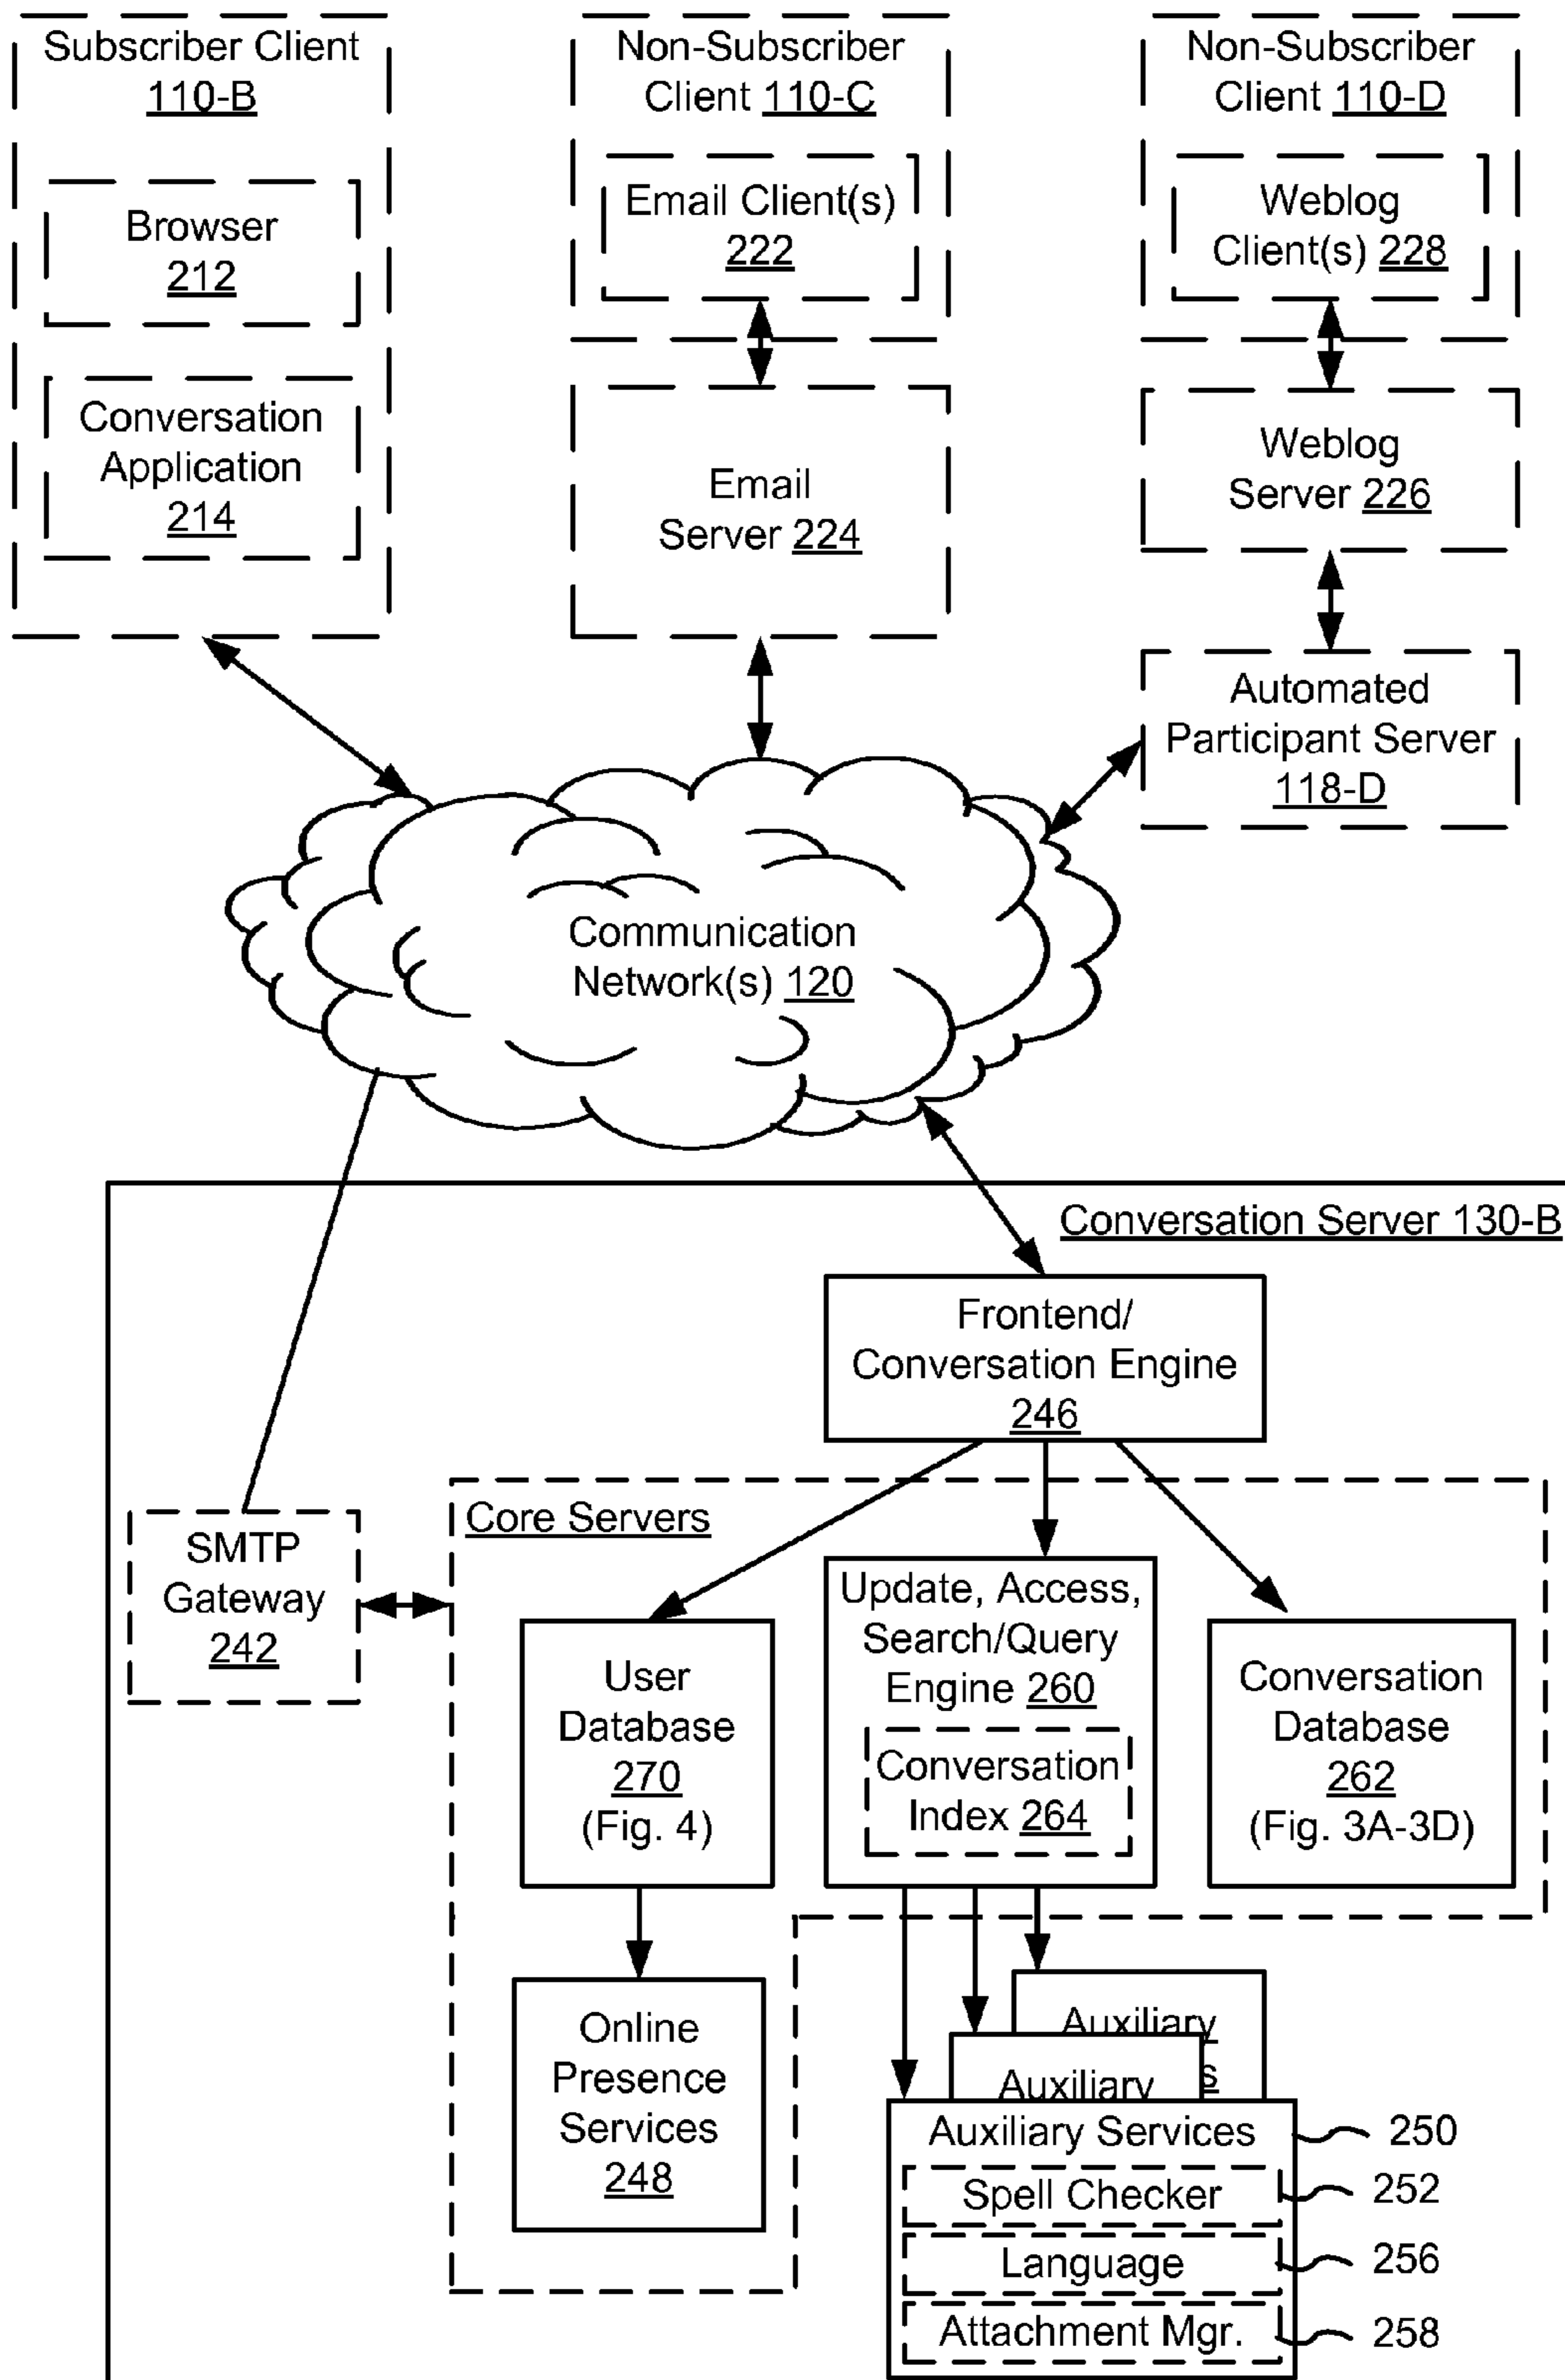 Subscriber Client
110-B
Browser
212
Conversation
Application
214
Non-Subscriber
Client 110-C
Email Client(s)
222
Email
Server 224
Non-Subscriber
Client 110-D
Weblog
Client(s) 228
Weblog
Server 226
Automated
Participant Server
118-D
Communication
Network(s) 120
Conversation Server 130-B
Frontend/
Conversation Engine
246
SMTP
Gateway
242
Core Servers
User
Database
270
(Fig. 4)
Update, Access,
Search/Query
Engine 260
Conversation
Index 264
Conversation
Database
262
(Fig. 3A-3D)
Online
Presence
Services
248
Auxiliary
s
Auxiliary
Auxiliary Services
250
Spell Checker
252
Language
256
Attachment Mgr.
258